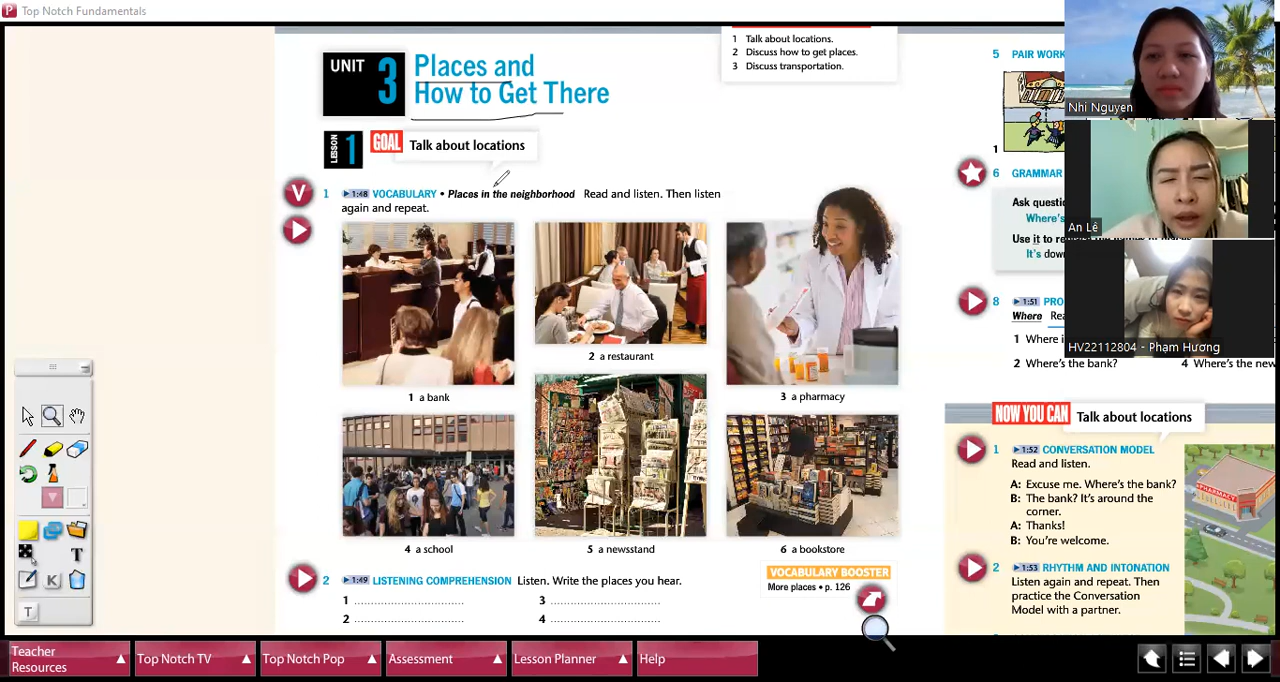 Top Notch Fundamentals
1 Talk about locations.
2 Discuss how to get places.
3 Discuss transportation.
UNIT 3
Places and
How to Get There
LESSON 1
GOAL Talk about locations
V
1 1:48 VOCABULARY • Places in the neighborhood Read and listen. Then listen
again and repeat.
1 a bank
2 a restaurant
3 a pharmacy
4 a school
5 a newsstand
6 a bookstore
2 1:49 LISTENING COMPREHENSION Listen. Write the places you hear.
1
2
3
4
VOCABULARY BOOSTER
More places • p. 126
5 PAIR WORK
1
6 GRAMMAR
Where's
Use it to
It's
8 1:51
Where
1 Where
2 Where's the bank?
4 Where's the
NOW YOU CAN Talk about locations
1 1:52 CONVERSATION MODEL
Read and listen.
A: Excuse me. Where's the bank?
B: The bank? It's around the
corner.
A: Thanks!
B: You're welcome.
2 1:53 RHYTHM AND INTONATION
Listen again and repeat. Then
practice the Conversation
Model with a partner.
PHARMACY
Nhi Nguyen
An Lê
HV22112804 - Phạm Hương
T
K
T
Teacher
Resources
Top Notch TV
Top Notch Pop
Assessment
Lesson Planner
Help